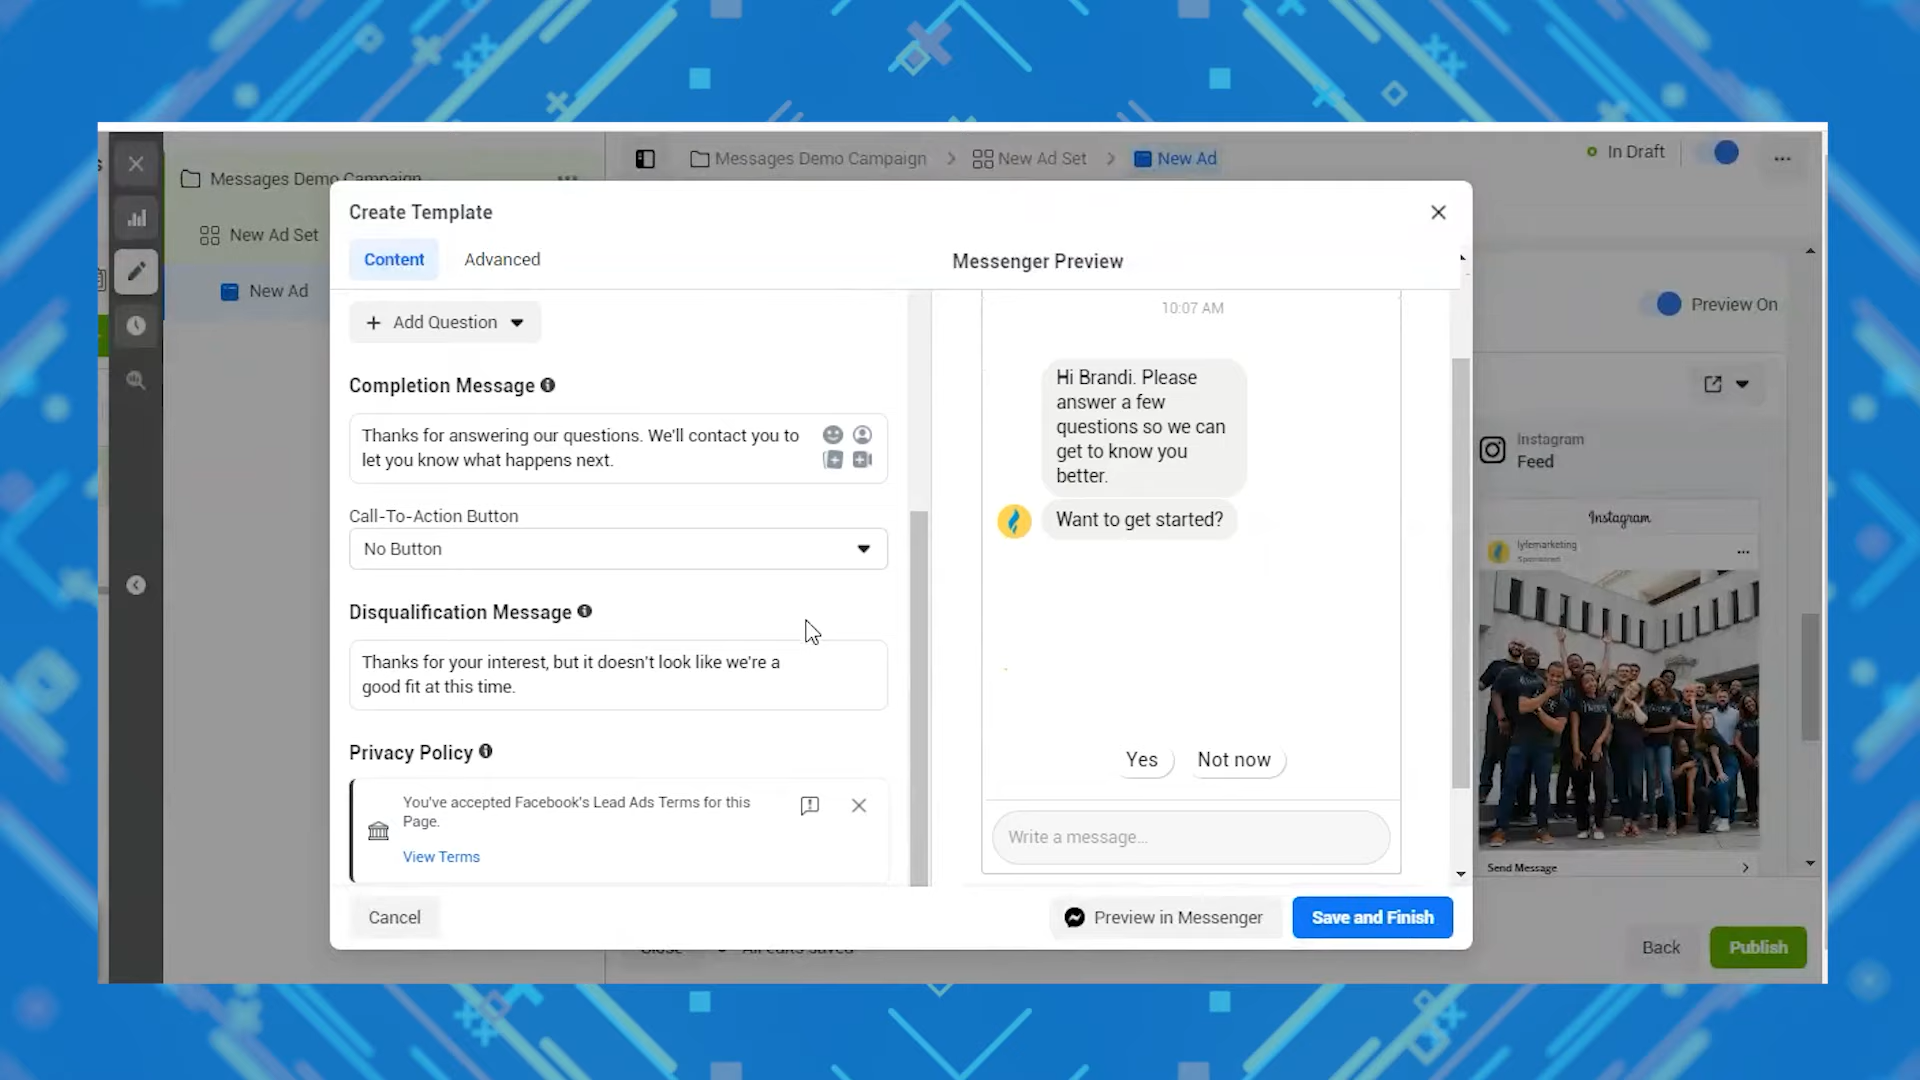 Messages Demo Campaign
New Ad Set
New Ad
In Draft
Messages Demo Campaign
New Ad Set
New Ad
Create Template
Content
Advanced
Messenger Preview
Add Question
Completion Message
Thanks for answering our questions. We'll contact you to
let you know what happens next.
Call-To-Action Button
No Button
Disqualification Message
Thanks for your interest, but it doesn't look like we're a
good fit at this time.
Privacy Policy
You've accepted Facebook's Lead Ads Terms for this
Page.
View Terms
Cancel
10:07 AM
Hi Brandi. Please
answer a few
questions so we can
get to know you
better.
Want to get started?
Yes
Not now
Write a message...
Preview in Messenger
Save and Finish
Preview On
Instagram
Feed
Instagram
lyfemarketing
Sponsored
Send Message
Close
All edits saved
Back
Publish